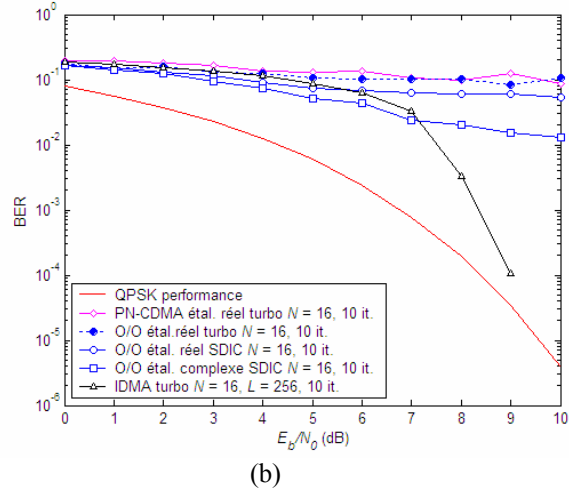 10^0
10^-1
10^-2
10^-3
10^-4
10^-5
10^-6
BER
QPSK performance
PN-CDMA étal. réel turbo N = 16, 10 it.
O/O étal.réel turbo N = 16, 10 it.
O/O étal. réel SDIC N = 16, 10 it.
O/O étal. complexe SDIC N = 16, 10 it.
IDMA turbo N = 16, L = 256, 10 it.
0 1 2 3 4 5 6 7 8 9 10
E_b/N_0 (dB)
(b)